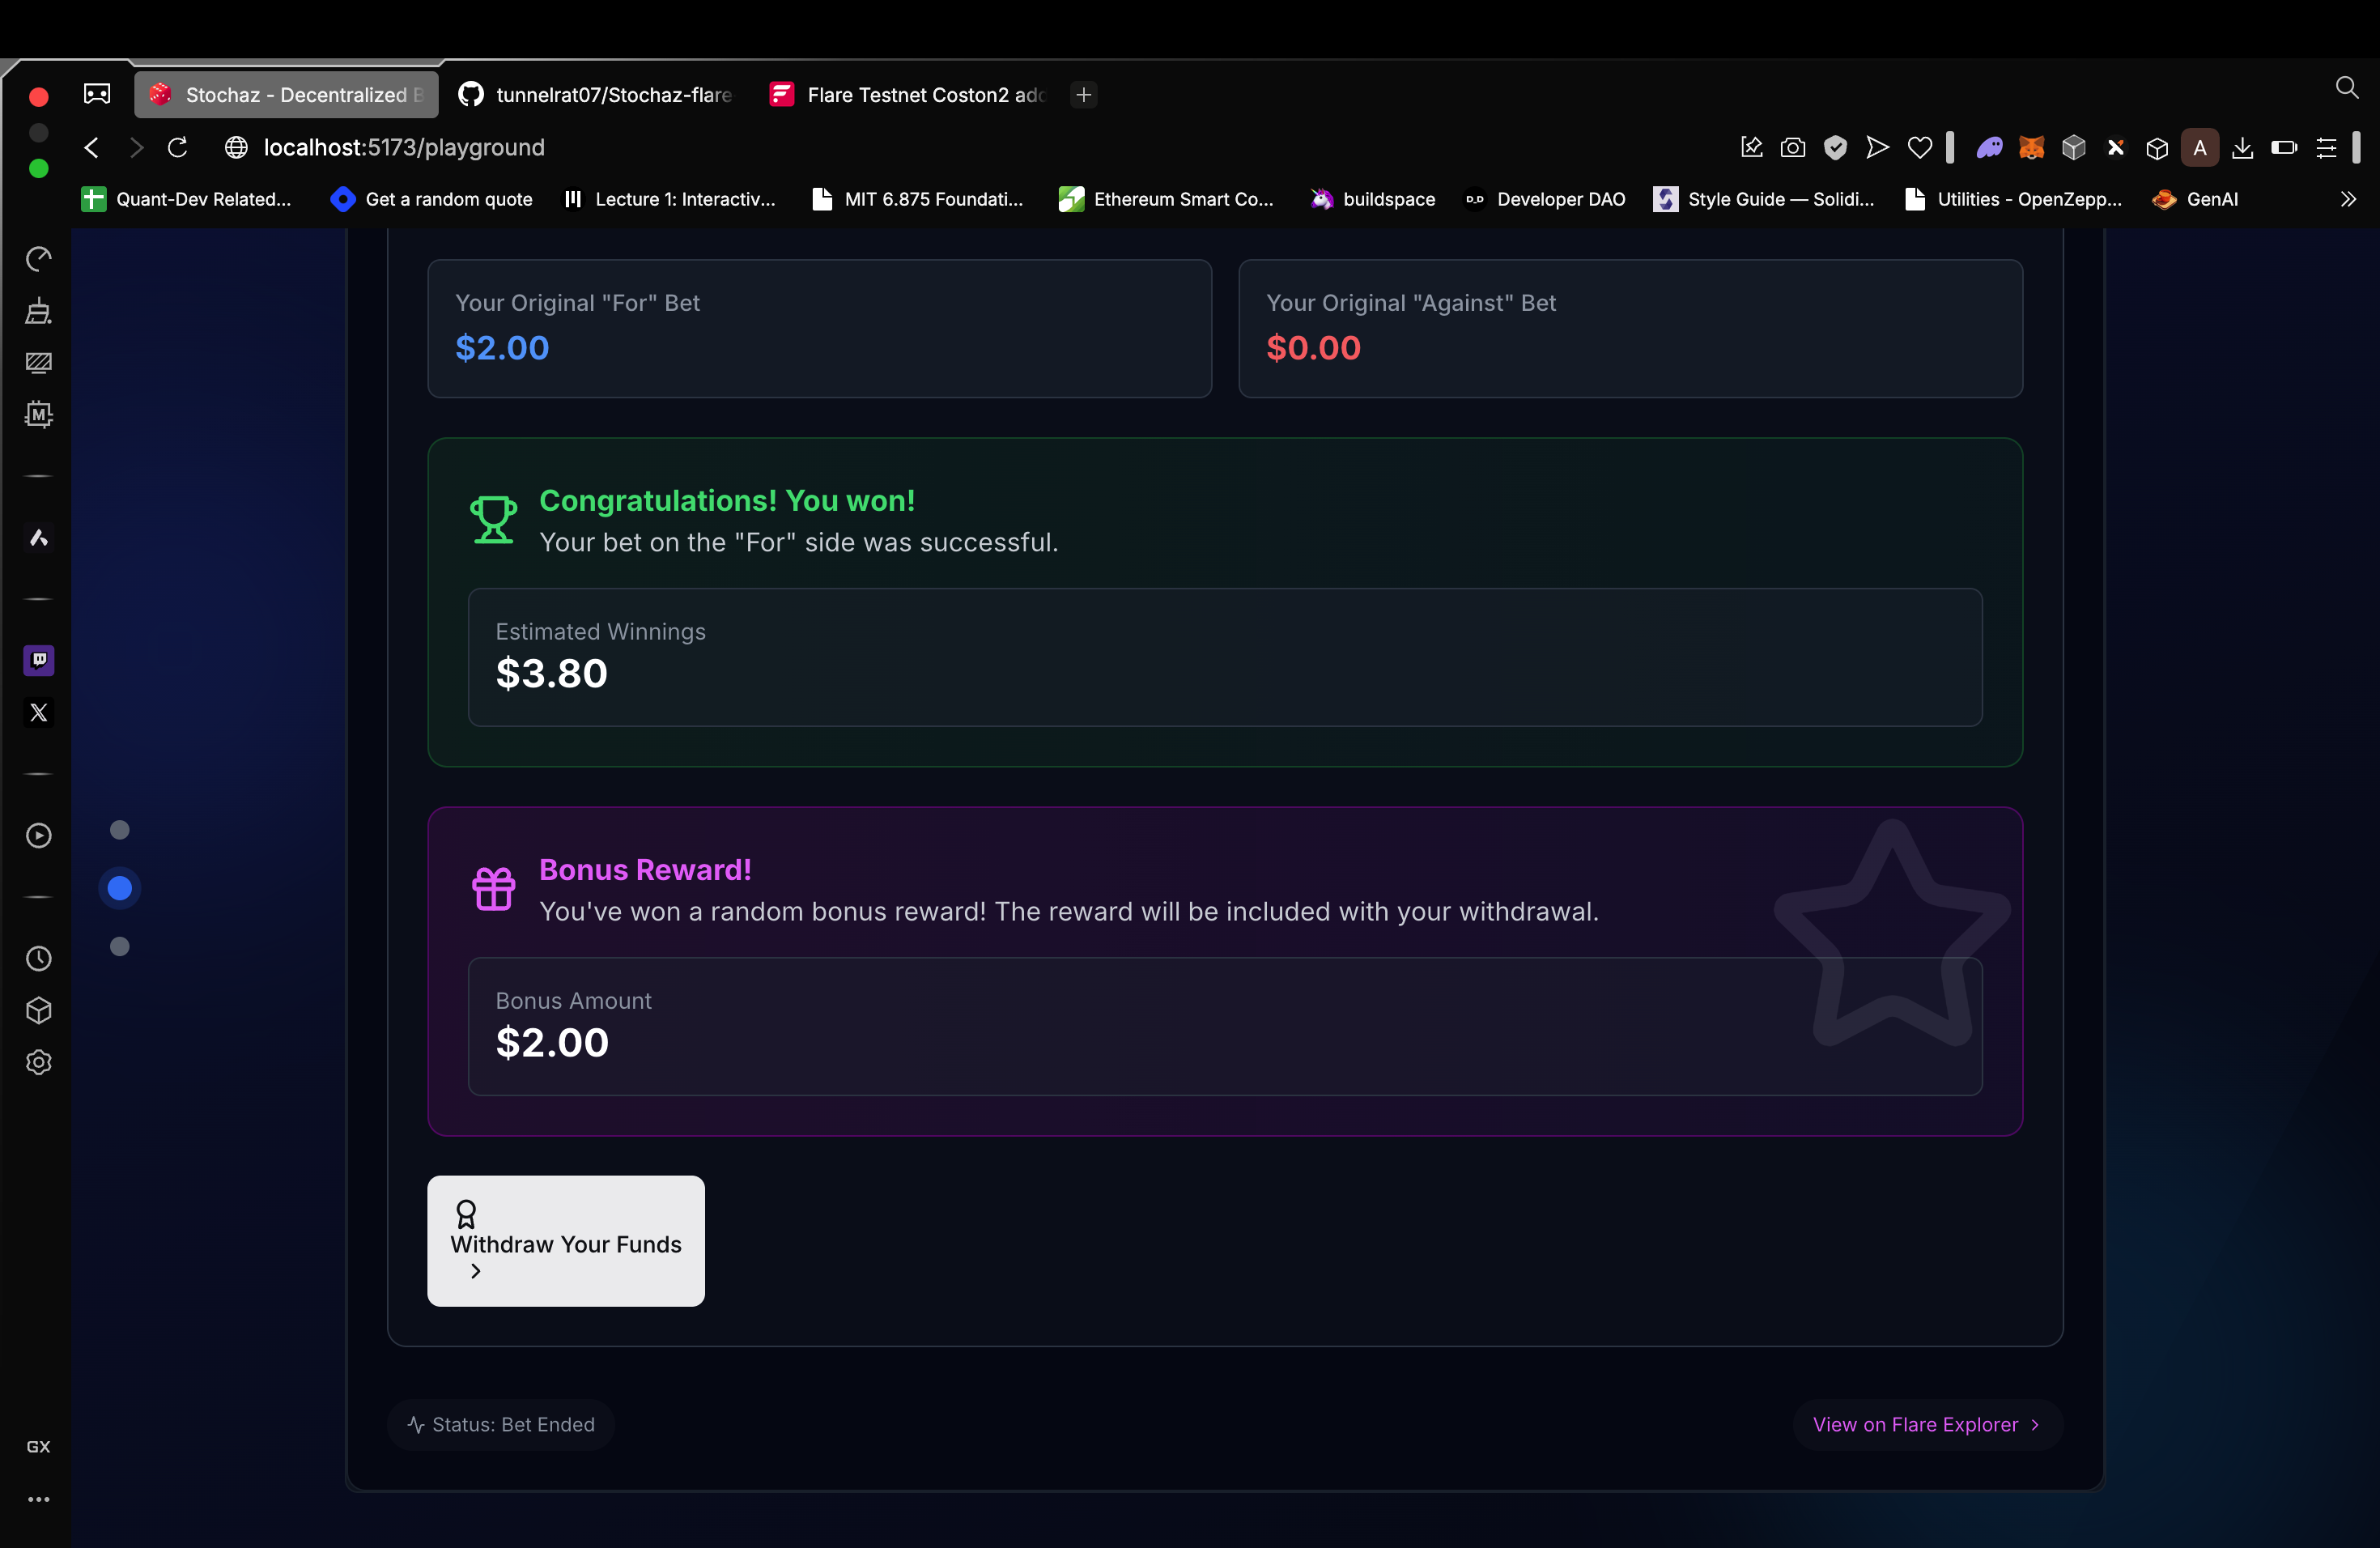 Stochaz - Decentralized B
tunnelrat07/Stochaz-flare
Flare Testnet Coston2 add
localhost:5173/playground
A
Quant-Dev Related...
Get a random quote
Lecture 1: Interactiv...
MIT 6.875 Foundati...
Ethereum Smart Co...
buildspace
D_D
Developer DAO
Style Guide — Solidi...
Utilities - OpenZepp...
GenAI
M
Your Original "For" Bet
$2.00
Your Original "Against" Bet
$0.00
Congratulations! You won!
Your bet on the "For" side was successful.
Estimated Winnings
$3.80
Bonus Reward!
You've won a random bonus reward! The reward will be included with your withdrawal.
Bonus Amount
$2.00
Withdraw Your Funds
Status: Bet Ended
View on Flare Explorer
GX